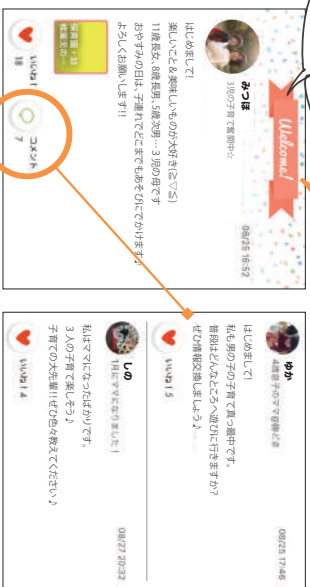 Welcome!
みつほ
3児の子育て奮闘中☆
08/25 16:52
はじめまして!
楽しいこと&美味しいものが大好き(≧▽≦)
11歳長女、8歳長男、5歳次男…3児の母です
おやすみの日は、子連れでどこまでもあそびにでかけます♪
よろしくお願いします!!
いいね! 18
コメント 7
ゆか
4歳息子のママ
08/25 17:46
はじめまして!
私も男の子の子育て真っ最中です。
普段はどんなところへ遊びに行きますか?
ぜひ情報交換しましょう♪
いいね! 5
しの
1月にママになりました!
08/27 20:32
私はママになったばかりです。
3人の子育て楽しそう♪
子育ての大先輩!!ぜひ色々教えてください♪
いいね! 4